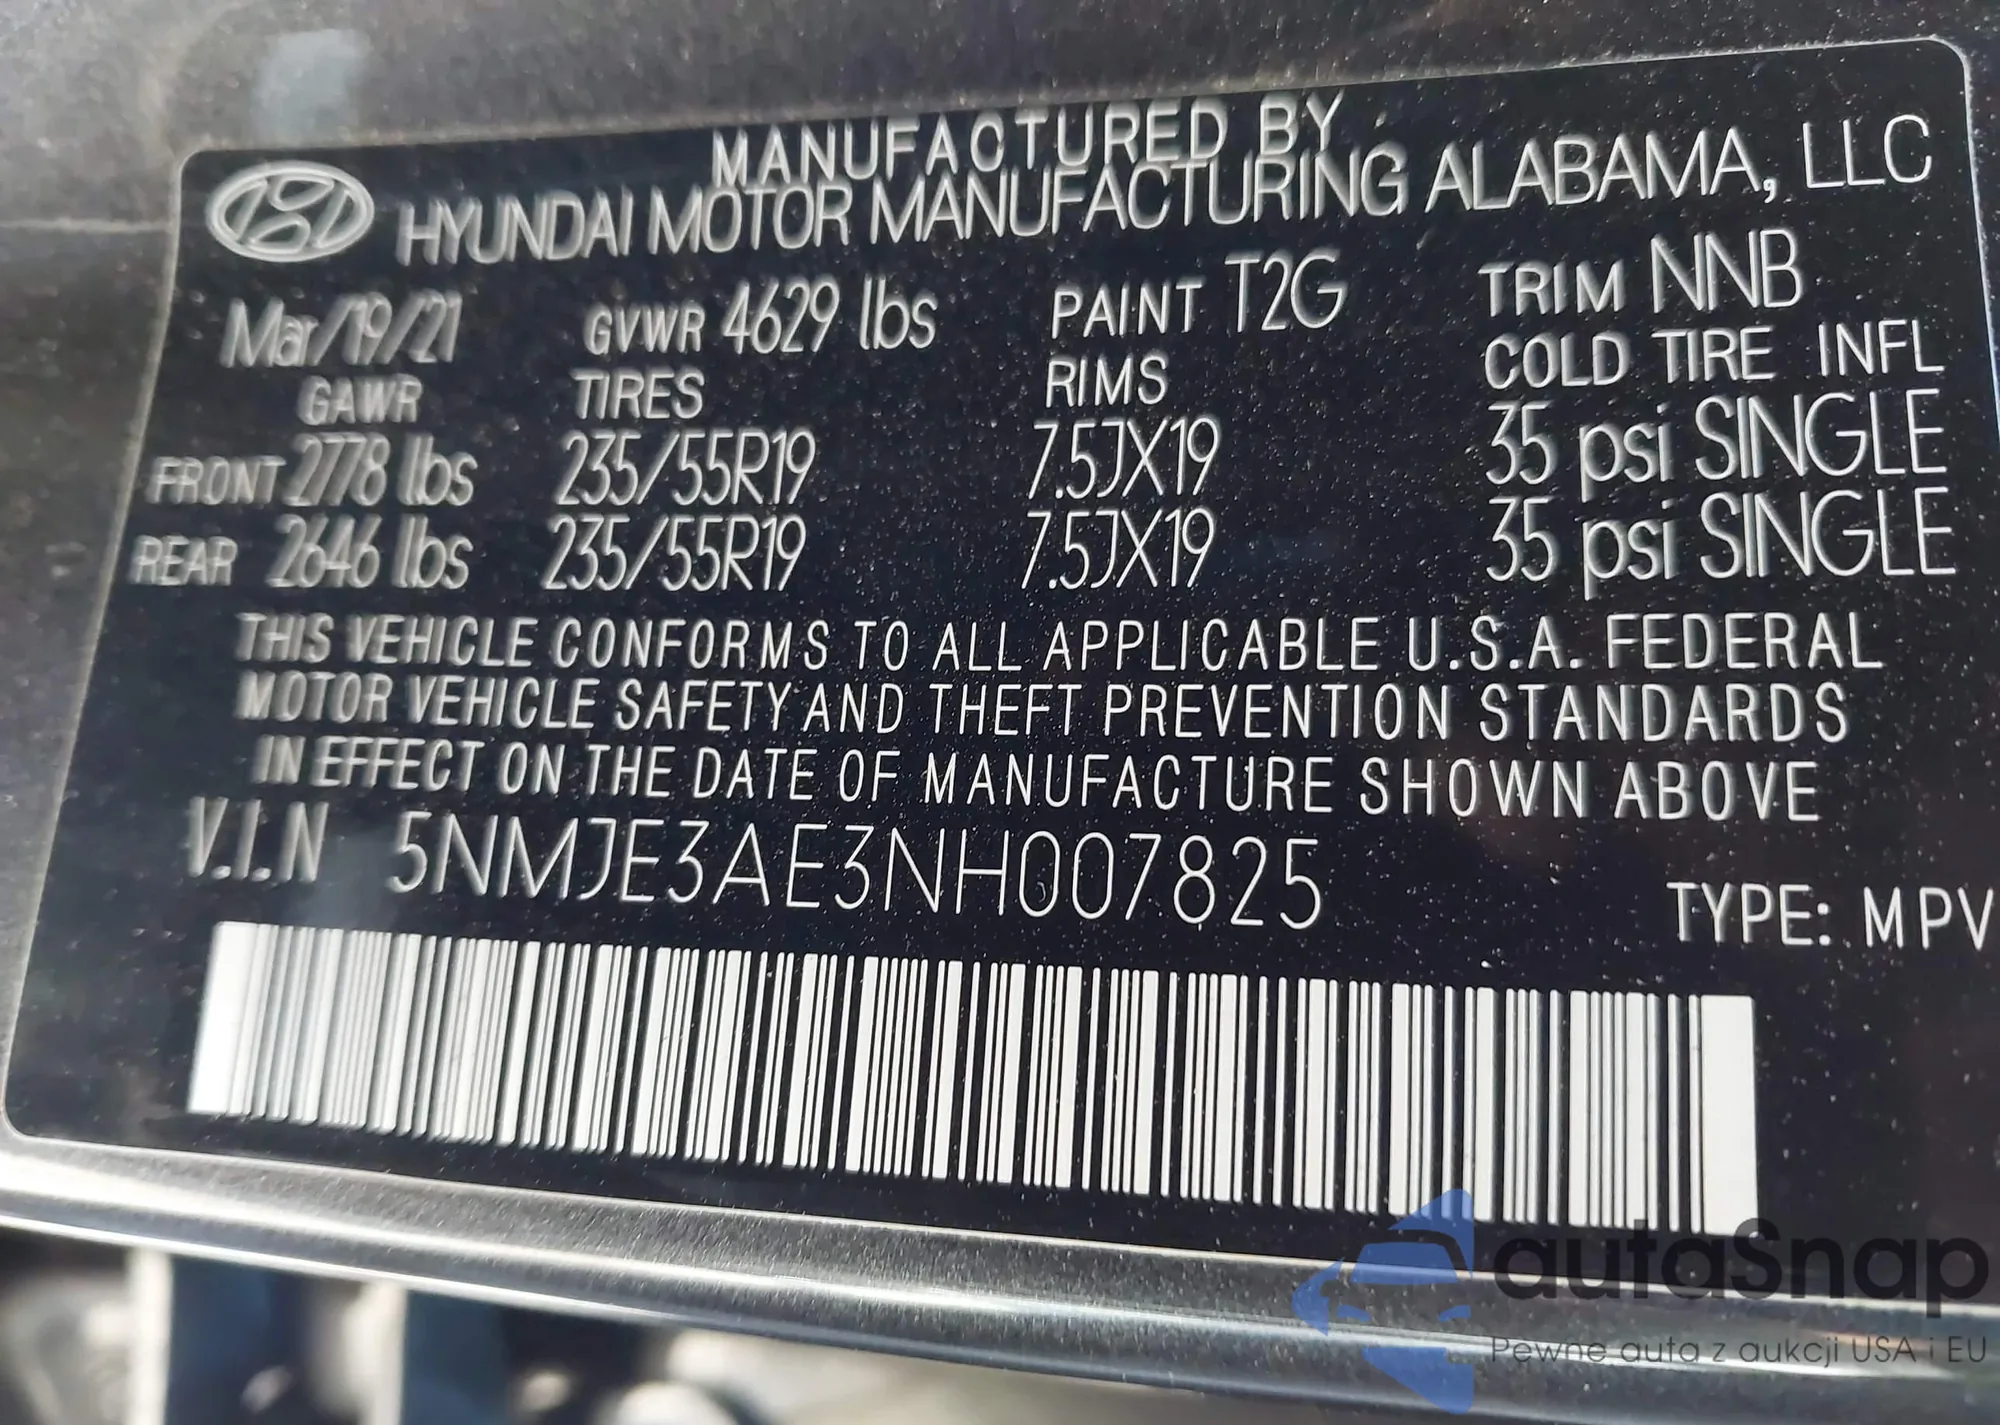 MANUFACTURED BY
HYUNDAI MOTOR MANUFACTURING ALABAMA, LLC
Mar/19/21 GVWR 4629 lbs PAINT T2G TRIM NNB
GAWR TIRES RIMS COLD TIRE INFL
FRONT 2778 lbs 235/55R19 7.5JX19 35 psi SINGLE
REAR 2646 lbs 235/55R19 7.5JX19 35 psi SINGLE
THIS VEHICLE CONFORMS TO ALL APPLICABLE U.S.A. FEDERAL
MOTOR VEHICLE SAFETY AND THEFT PREVENTION STANDARDS
IN EFFECT ON THE DATE OF MANUFACTURE SHOWN ABOVE
V.I.N 5NMJE3AE3NH007825
TYPE: MPV
autaSnap
Pewne auta z aukcji USA i EU